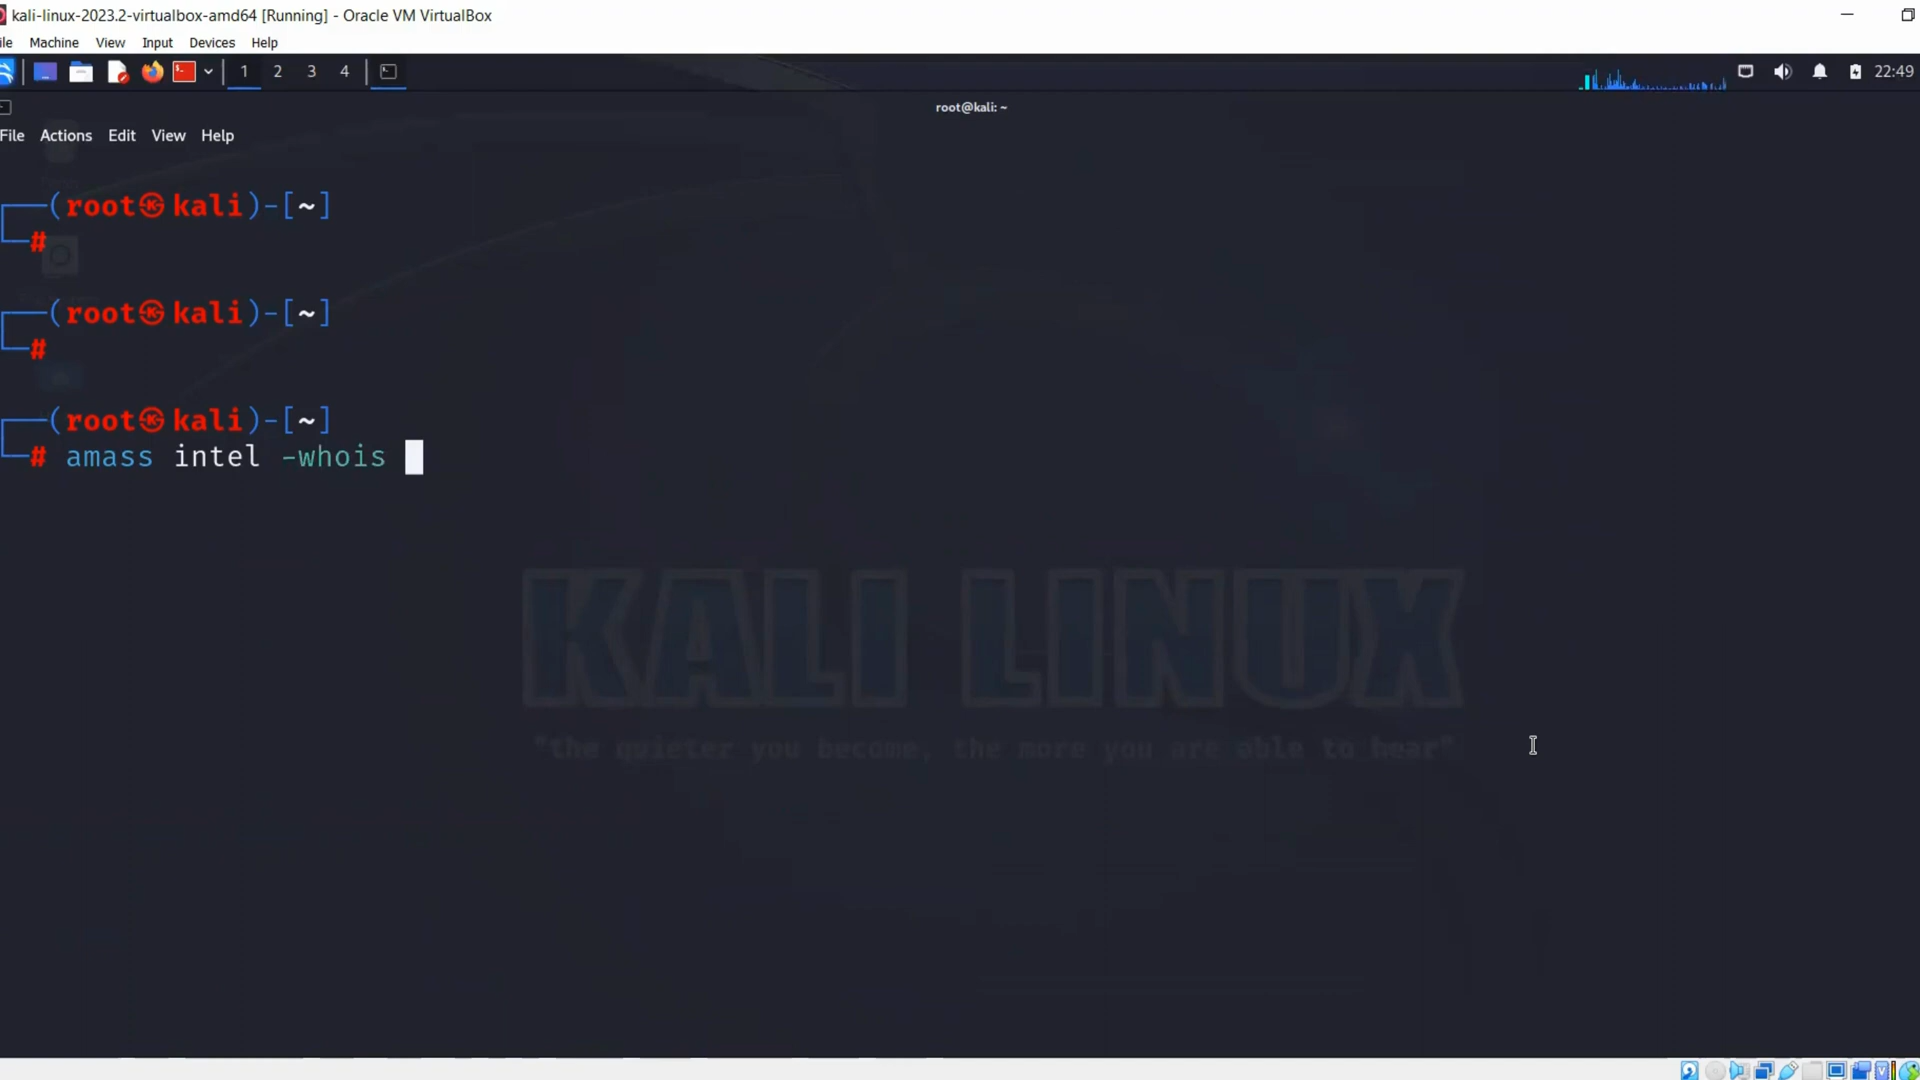 kali-linux-2023.2-virtualbox-amd64 [Running] - Oracle VM VirtualBox
ile Machine View Input Devices Help
1 2 3 4 22:49
root@kali: ~
File Actions Edit View Help
(root㉿kali)-[~]
#
(root㉿kali)-[~]
#
(root㉿kali)-[~]
# amass intel -whois
KALI LINUX
"the quieter you become, the more you are able to hear"